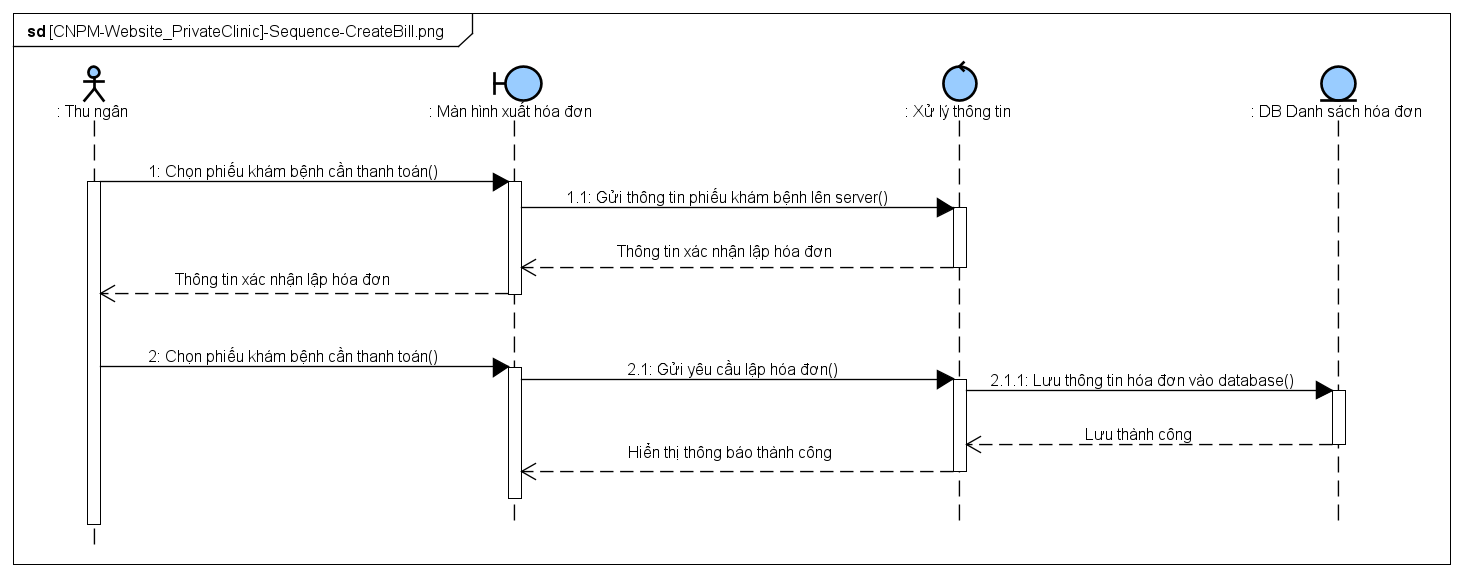 sd [CNPM-Website_PrivateClinic]-Sequence-CreateBill.png
: Thu ngân
: Màn hình xuất hóa đơn
: Xử lý thông tin
: DB Danh sách hóa đơn
1: Chọn phiếu khám bệnh cần thanh toán()
1.1: Gửi thông tin phiếu khám bệnh lên server()
Thông tin xác nhận lập hóa đơn
Thông tin xác nhận lập hóa đơn
2: Chọn phiếu khám bệnh cần thanh toán()
2.1: Gửi yêu cầu lập hóa đơn()
2.1.1: Lưu thông tin hóa đơn vào database()
Lưu thành công
Hiển thị thông báo thành công